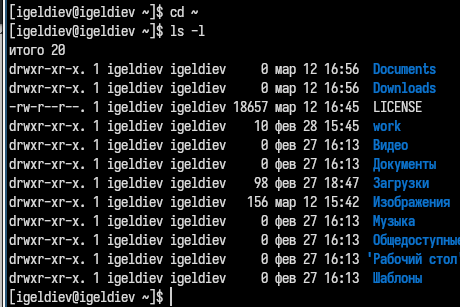 [igeldiev@igeldiev ~]$ cd ~
[igeldiev@igeldiev ~]$ ls -l
итого 20
drwxr-xr-x. 1 igeldiev igeldiev     0 мар 12 16:56  Documents
drwxr-xr-x. 1 igeldiev igeldiev     0 мар 12 16:56  Downloads
-rw-r--r--. 1 igeldiev igeldiev 18657 мар 12 16:45  LICENSE
drwxr-xr-x. 1 igeldiev igeldiev    10 фев 28 15:45  work
drwxr-xr-x. 1 igeldiev igeldiev     0 фев 27 16:13  Видео
drwxr-xr-x. 1 igeldiev igeldiev     0 фев 27 16:13  Документы
drwxr-xr-x. 1 igeldiev igeldiev    98 фев 27 18:47  Загрузки
drwxr-xr-x. 1 igeldiev igeldiev   156 мар 12 15:42  Изображения
drwxr-xr-x. 1 igeldiev igeldiev     0 фев 27 16:13  Музыка
drwxr-xr-x. 1 igeldiev igeldiev     0 фев 27 16:13  Общедоступные
drwxr-xr-x. 1 igeldiev igeldiev     0 фев 27 16:13 'Рабочий стол
drwxr-xr-x. 1 igeldiev igeldiev     0 фев 27 16:13  Шаблоны
[igeldiev@igeldiev ~]$